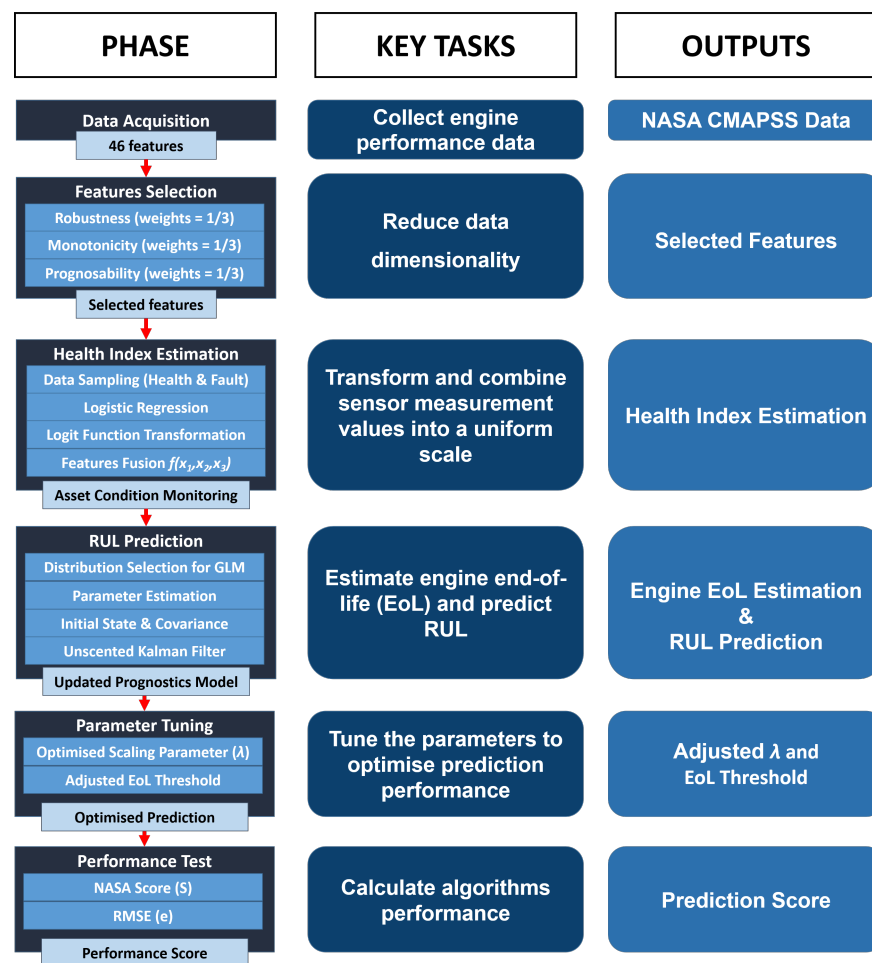 PHASE
KEY TASKS
OUTPUTS
Data Acquisition
46 features
Collect engine
performance data
NASA CMAPSS Data
Features Selection
Robustness (weights = 1/3)
Monotonicity (weights = 1/3)
Prognosability (weights = 1/3)
Selected features
Reduce data
dimensionality
Selected Features
Health Index Estimation
Data Sampling (Health & Fault)
Logistic Regression
Logit Function Transformation
Features Fusion f(x₁,x₂,x₃)
Asset Condition Monitoring
Transform and combine
sensor measurement
values into a uniform
scale
Health Index Estimation
RUL Prediction
Distribution Selection for GLM
Parameter Estimation
Initial State & Covariance
Unscented Kalman Filter
Updated Prognostics Model
Estimate engine end-of-
life (EoL) and predict
RUL
Engine EoL Estimation
&
RUL Prediction
Parameter Tuning
Optimised Scaling Parameter (λ)
Adjusted EoL Threshold
Optimised Prediction
Tune the parameters to
optimise prediction
performance
Adjusted λ and
EoL Threshold
Performance Test
NASA Score (S)
RMSE (e)
Performance Score
Calculate algorithms
performance
Prediction Score